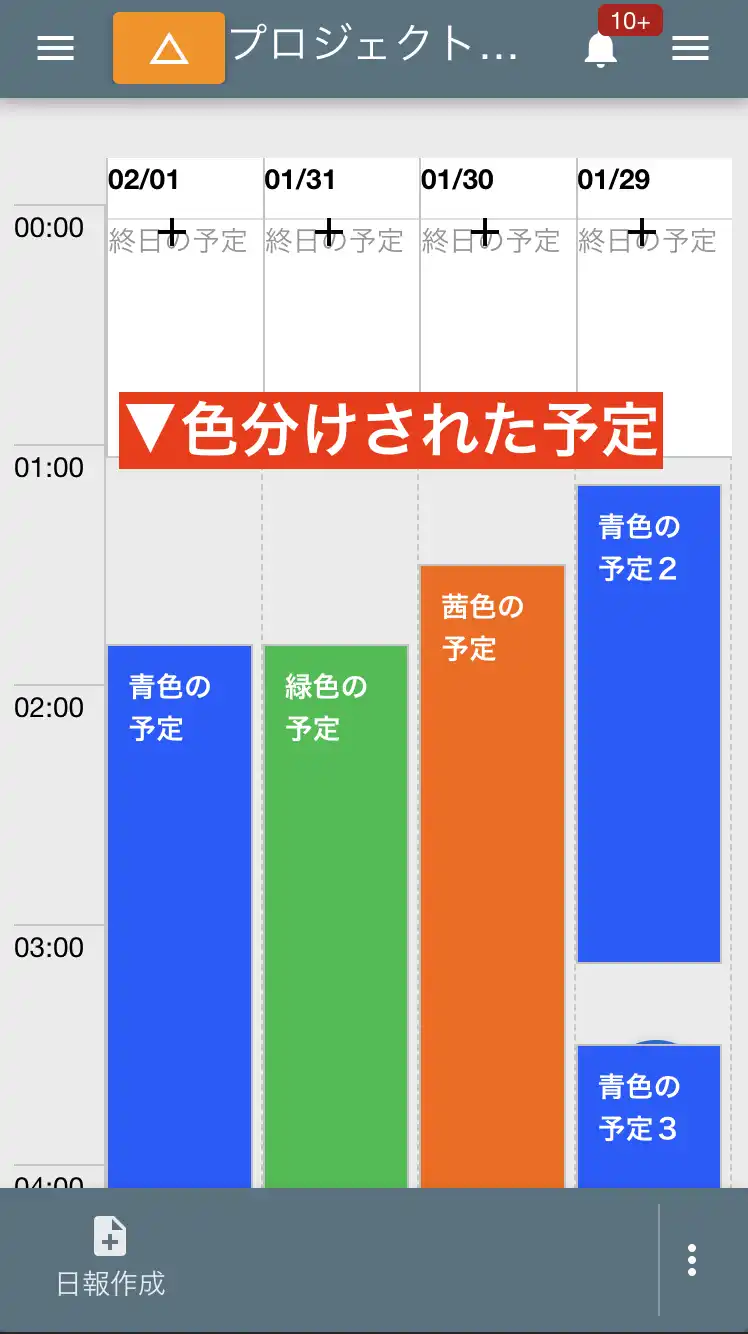 プロジェクト…
10+
02/01
01/31
01/30
01/29
00:00
終日の予定
終日の予定
終日の予定
終日の予定
▼色分けされた予定
01:00
青色の
予定２
茜色の
予定
青色の
予定
緑色の
予定
02:00
03:00
青色の
予定３
04:00
日報作成